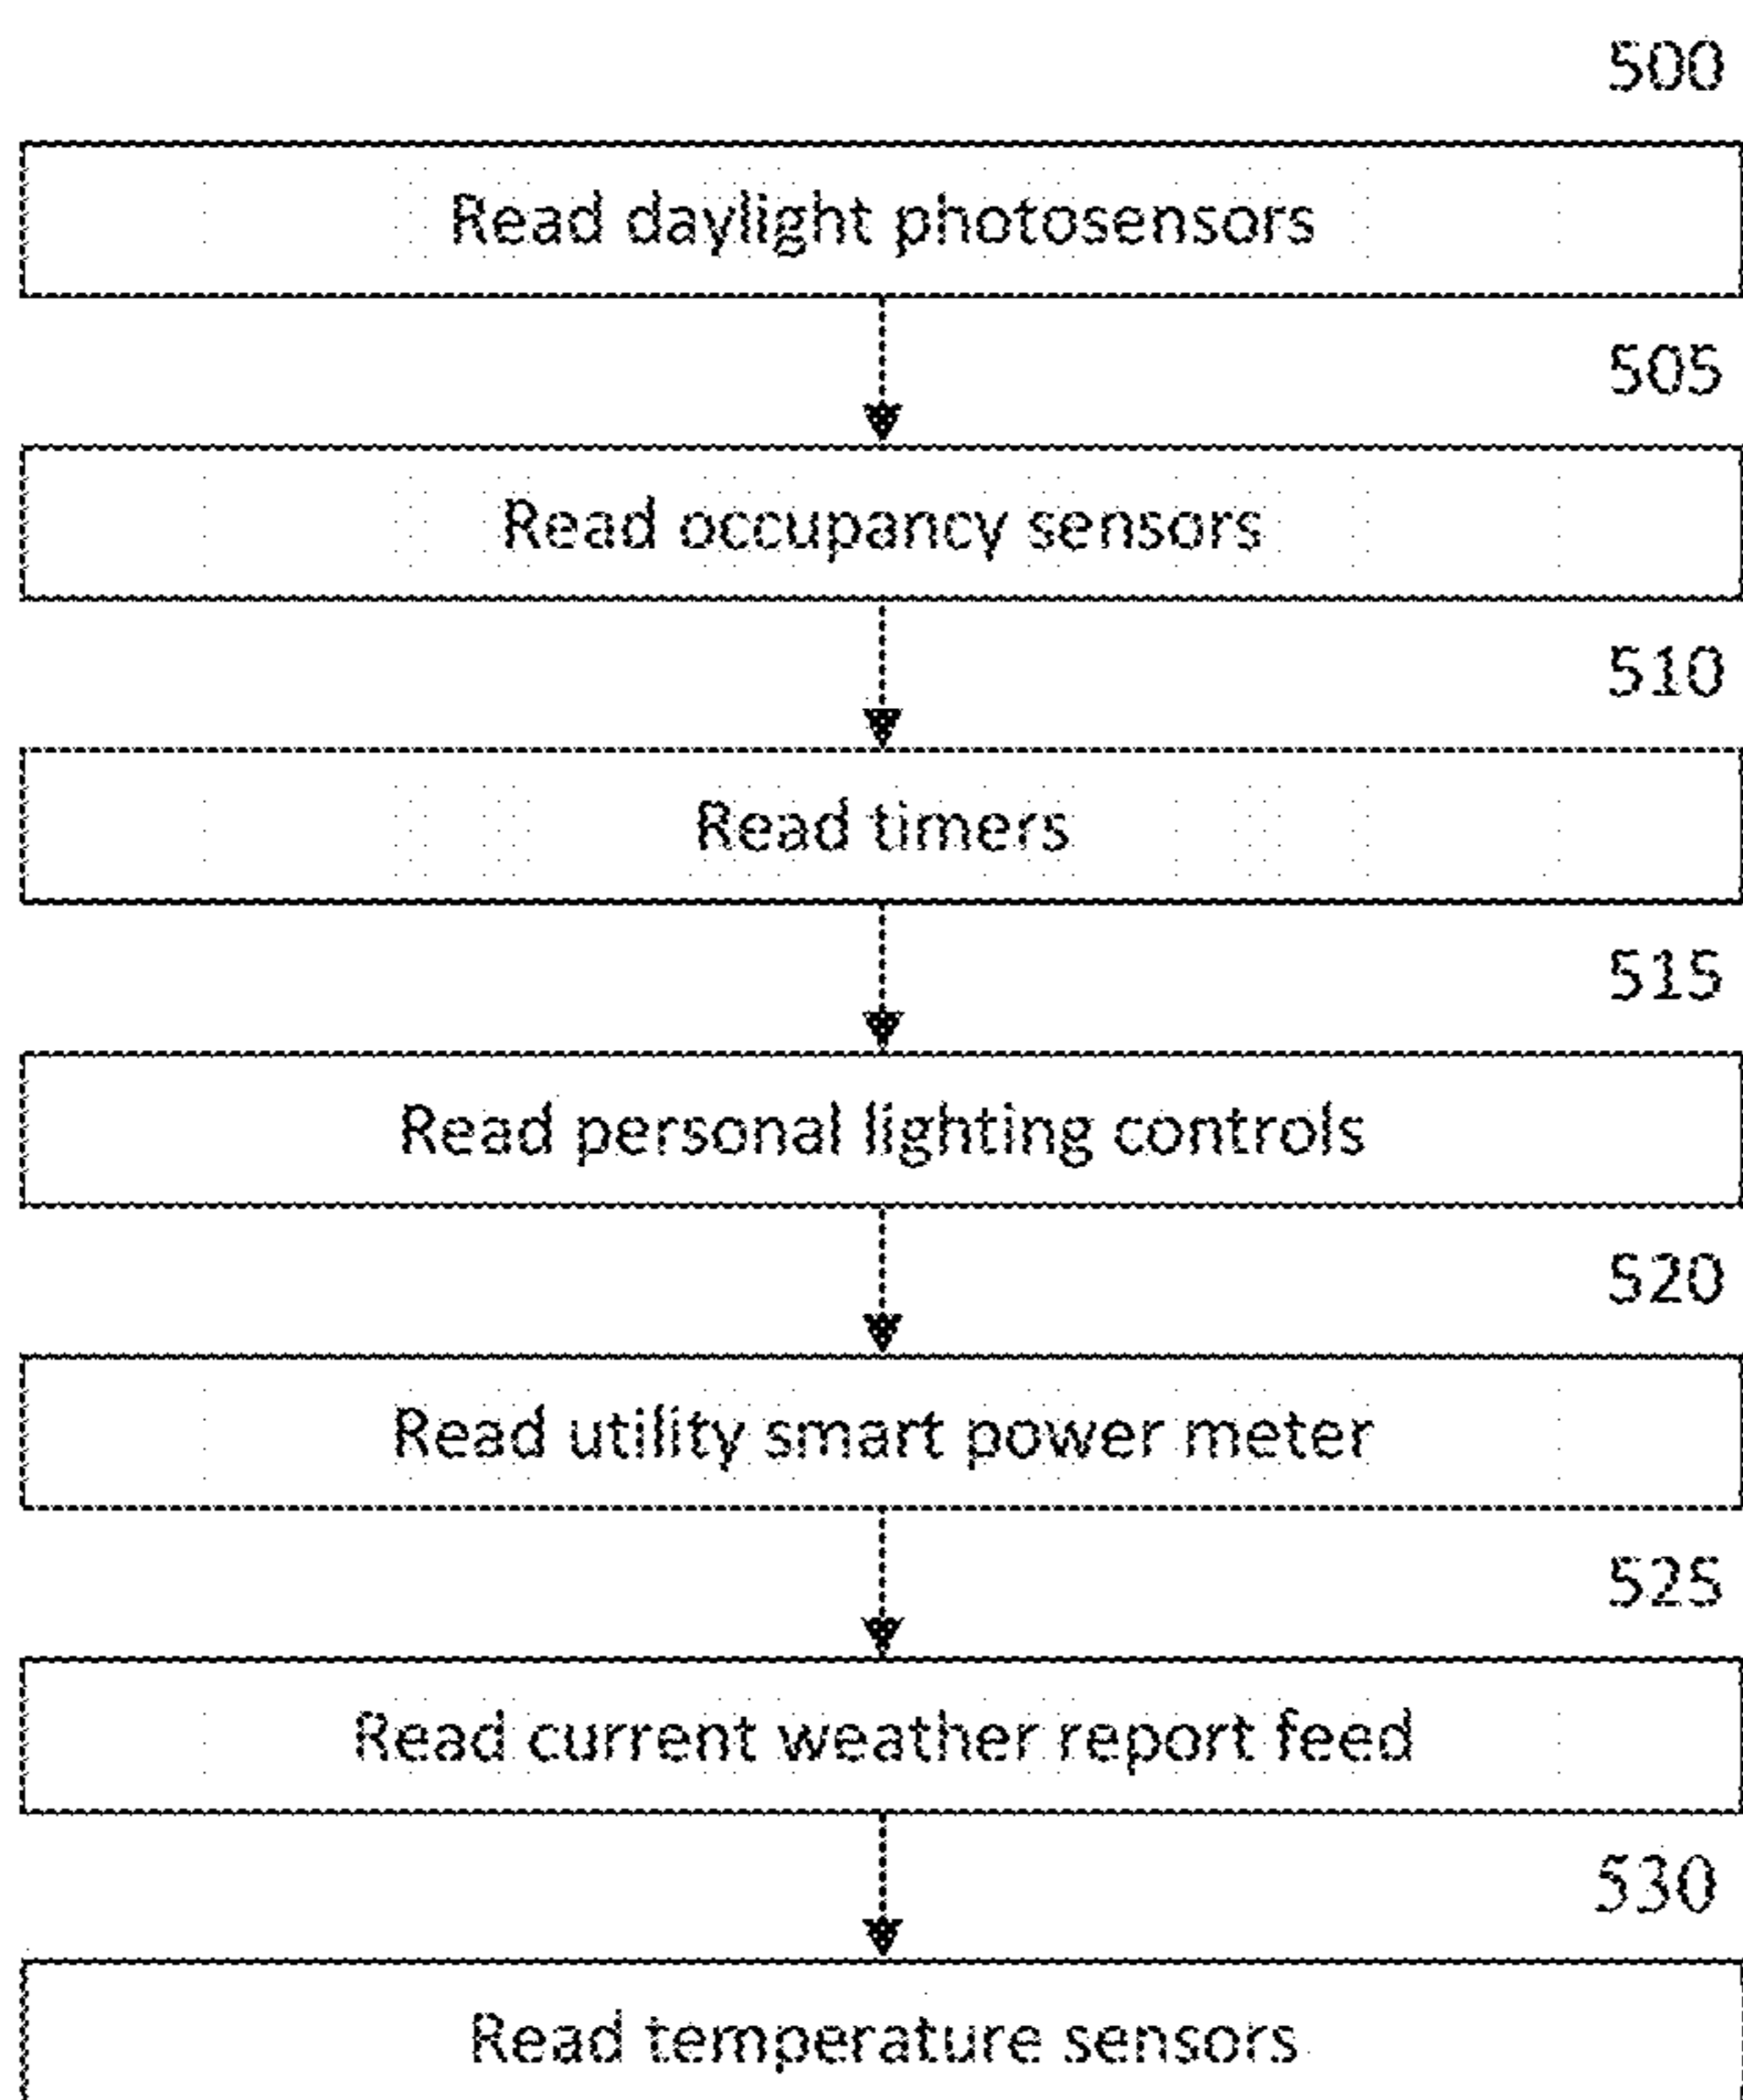 500
Read daylight photosensors
505
Read occupancy sensors
510
Read timers
515
Read personal lighting controls
520
Read utility smart power meter
525
Read current weather report feed
530
Read temperature sensors